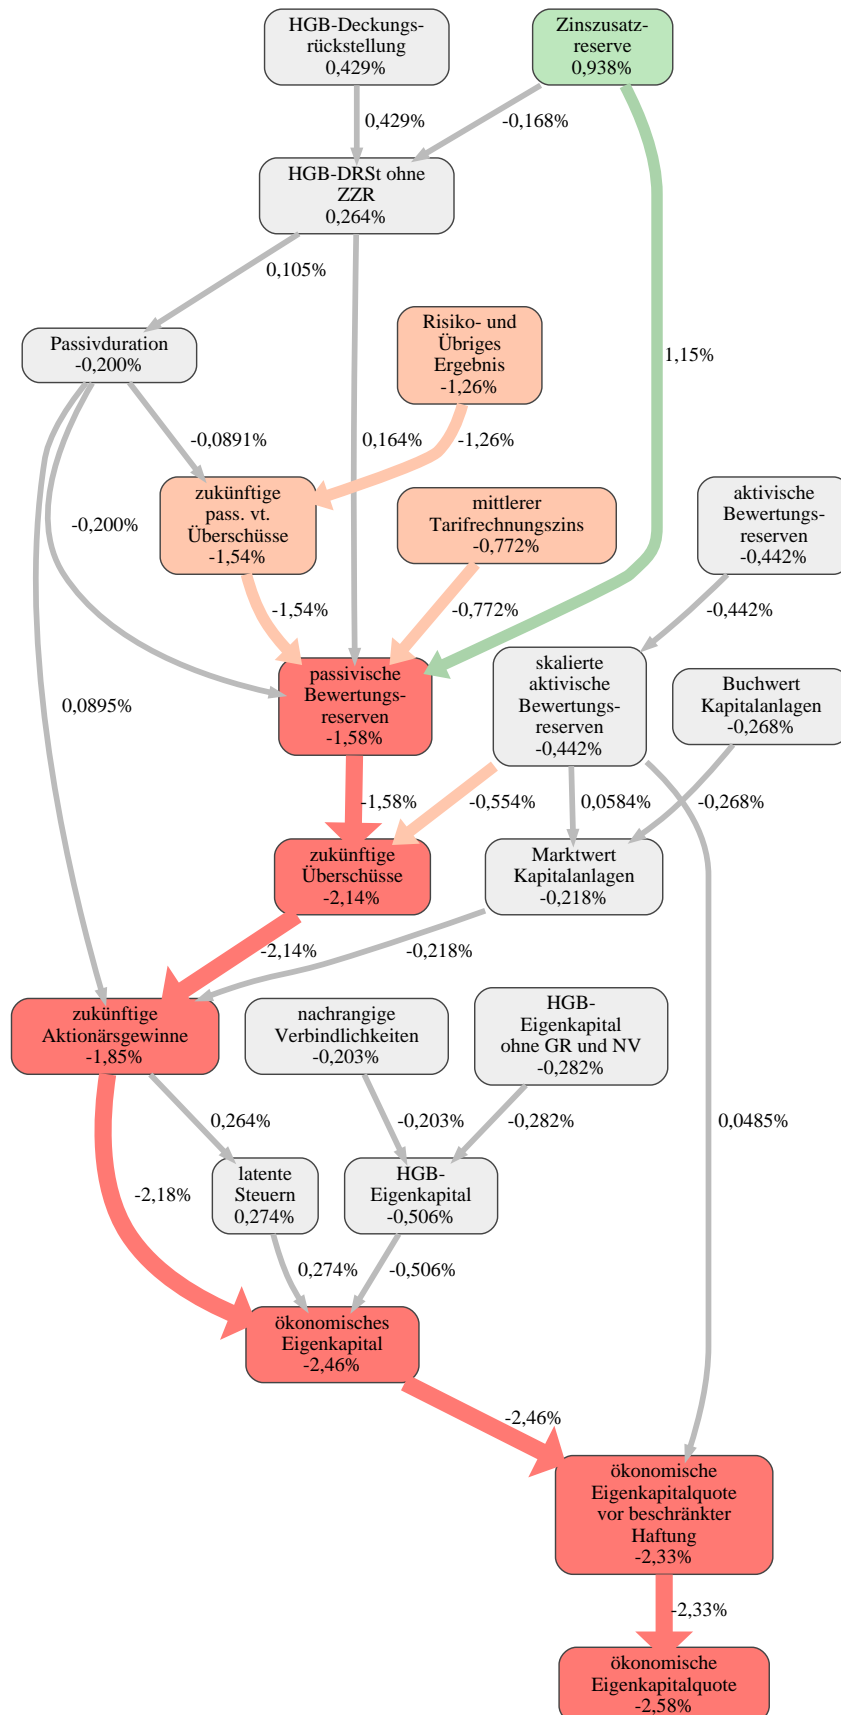 HGB-Deckungs-
rückstellung
0,429%
Zinszusatz-
reserve
0,938%
0,429%
-0,168%
HGB-DRSt ohne
ZZR
0,264%
0,105%
Risiko- und
Übriges
Ergebnis
-1,26%
Passivduration
-0,200%
1,15%
-0,0891%
0,164%
-1,26%
zukünftige
pass. vt.
Überschüsse
-1,54%
mittlerer
Tarifrechnungszins
-0,772%
aktivische
Bewertungs-
reserven
-0,442%
-0,200%
-1,54%
-0,772%
-0,442%
passivische
Bewertungs-
reserven
-1,58%
skalierte
aktivische
Bewertungs-
reserven
-0,442%
Buchwert
Kapitalanlagen
-0,268%
0,0895%
-1,58%
-0,554%
0,0584%
-0,268%
zukünftige
Überschüsse
-2,14%
Marktwert
Kapitalanlagen
-0,218%
-2,14%
-0,218%
zukünftige
Aktionärsgewinne
-1,85%
nachrangige
Verbindlichkeiten
-0,203%
HGB-
Eigenkapital
ohne GR und NV
-0,282%
0,264%
-0,203%
-0,282%
0,0485%
-2,18%
latente
Steuern
0,274%
HGB-
Eigenkapital
-0,506%
0,274%
-0,506%
ökonomisches
Eigenkapital
-2,46%
-2,46%
ökonomische
Eigenkapitalquote
vor beschränkter
Haftung
-2,33%
-2,33%
ökonomische
Eigenkapitalquote
-2,58%